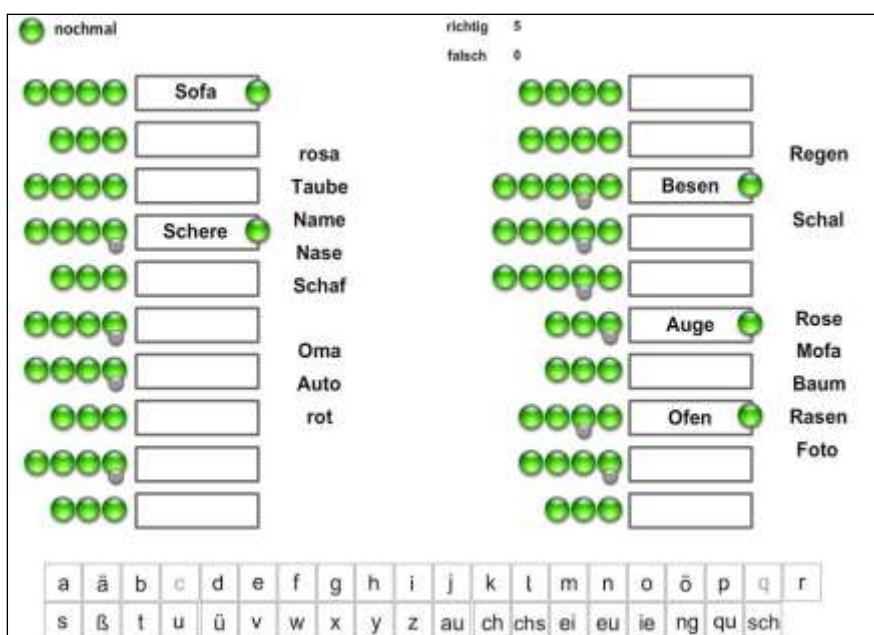 nochmal
richtig 5
falsch 0
Sofa
Schere
rosa
Taube
Name
Nase
Schaf
Oma
Auto
rot
Besen
Auge
Ofen
Regen
Schal
Rose
Mofa
Baum
Rasen
Foto
a ä b c d e f g h i j k l m n o ö p q r
s ß t u ü v w x y z au ch chs ei eu ie ng qu sch